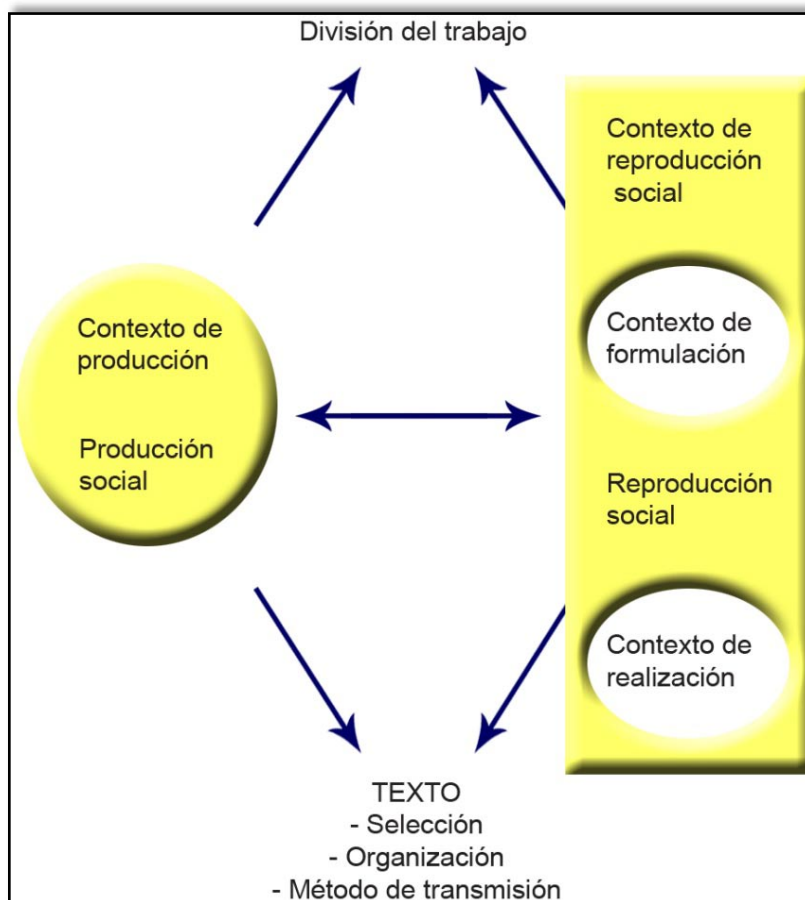 División del trabajo
Contexto de
reproducción
social
Contexto de
formulación
Reproducción
social
Contexto de
realización
Contexto de
producción
Producción
social
TEXTO
- Selección
- Organización
- Método de transmisión